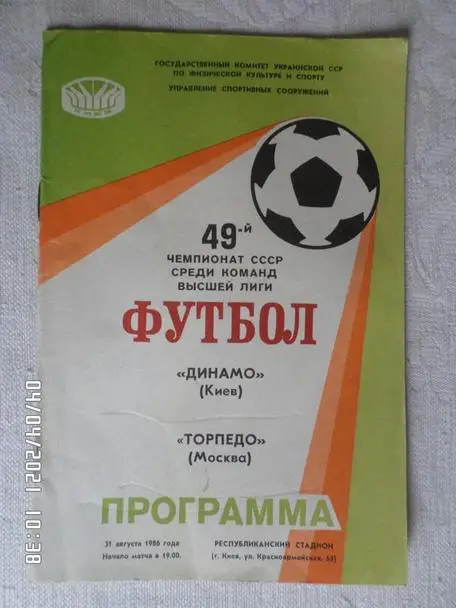 ГОСУДАРСТВЕННЫЙ КОМИТЕТ УКРАИНСКОЙ ССР
ПО ФИЗИЧЕСКОЙ КУЛЬТУРЕ И СПОРТУ
УПРАВЛЕНИЕ СПОРТИВНЫХ СООРУЖЕНИЙ
49-й
ЧЕМПИОНАТ СССР
СРЕДИ КОМАНД
ВЫСШЕЙ ЛИГИ
ФУТБОЛ
«ДИНАМО»
(Киев)
«ТОРПЕДО»
(Москва)
ПРОГРАММА
31 августа 1986 года
Начало матча в 19.00.
РЕСПУБЛИКАНСКИЙ СТАДИОН
(г. Киев, ул. Красноармейская, 55)
04/04/2021 10:38